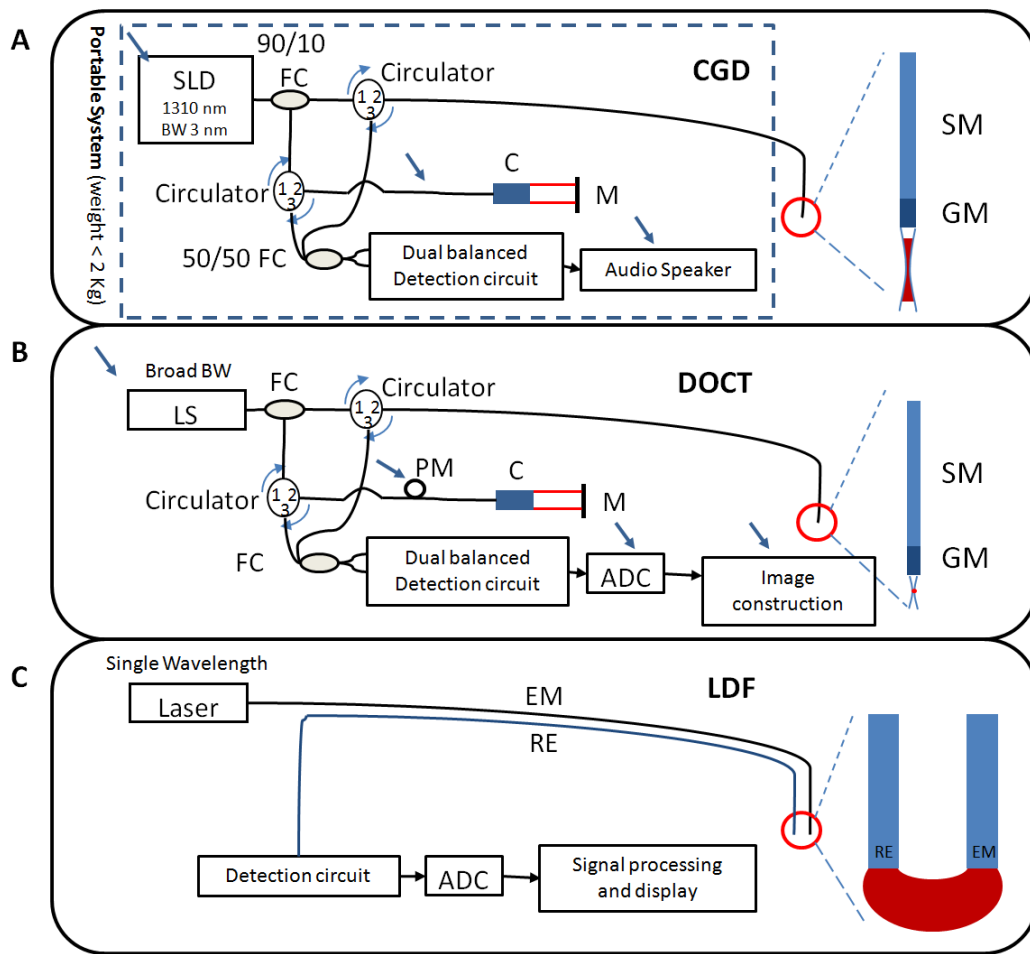 A
Portable System (weight < 2 Kg)
90/10
SLD
1310 nm
BW 3 nm
FC
Circulator
1 2
3
CGD
SM
GM
Circulator
1 2
3
C
M
50/50 FC
Dual balanced
Detection circuit
Audio Speaker
B
Broad BW
LS
FC
Circulator
1 2
3
DOCT
SM
GM
Circulator
1 2
3
PM
C
M
FC
Dual balanced
Detection circuit
ADC
Image
construction
C
Single Wavelength
Laser
EM
RE
LDF
RE
EM
Detection circuit
ADC
Signal processing
and display